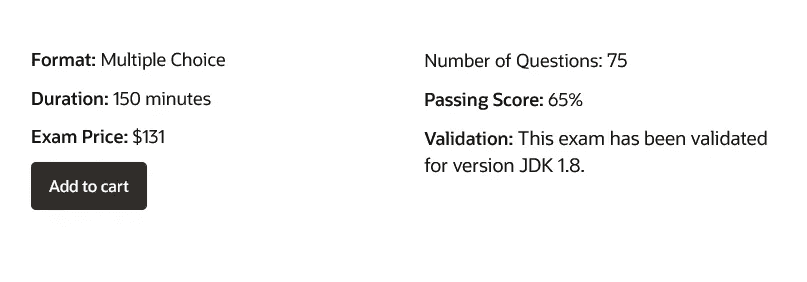 Format: Multiple Choice
Duration: 150 minutes
Exam Price: $131
Add to cart
Number of Questions: 75
Passing Score: 65%
Validation: This exam has been validated
for version JDK 1.8.